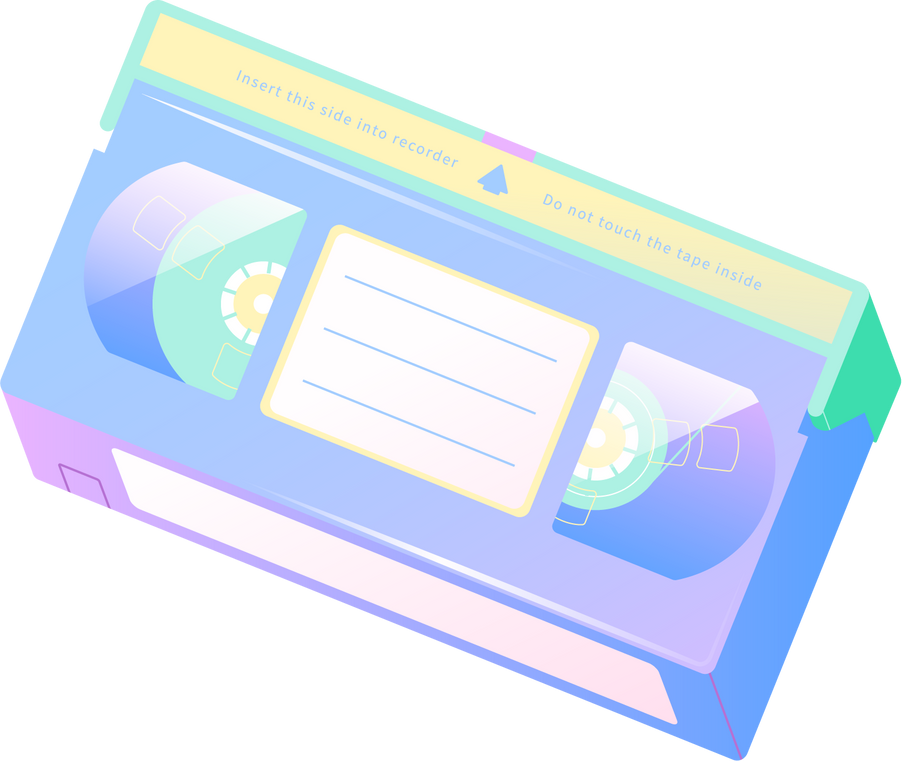 Insert this side into recorder
Do not touch the tape inside